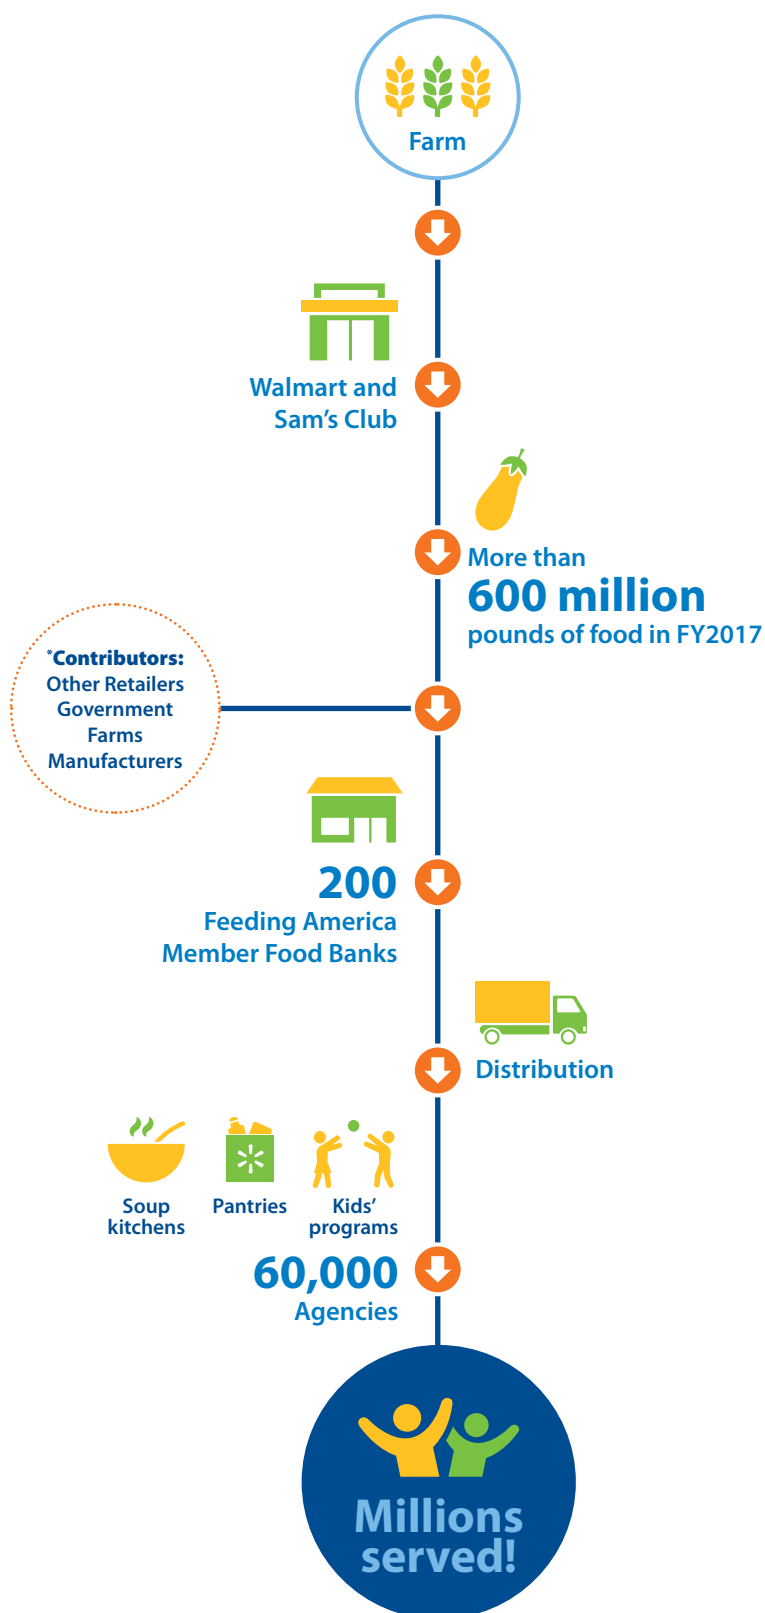 Farm
Walmart and
Sam’s Club
More than
600 million
pounds of food in FY2017
*Contributors:
Other Retailers
Government
Farms
Manufacturers
200
Feeding America
Member Food Banks
Distribution
Soup
kitchens
Pantries
Kids’
programs
60,000
Agencies
Millions
served!